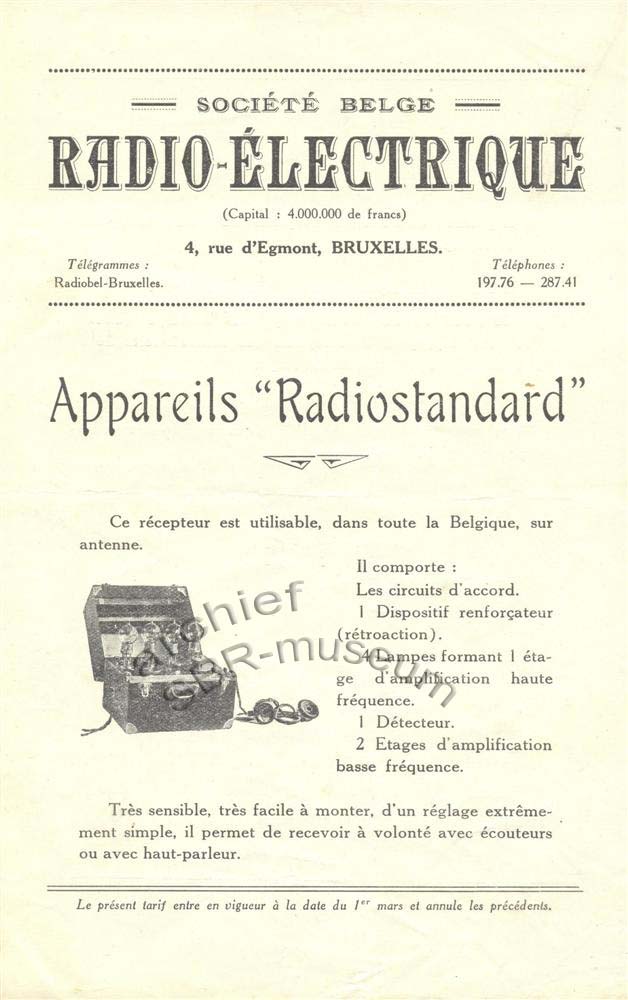 SOCIÉTÉ BELGE
RADIO-ÉLECTRIQUE
(Capital : 4.000.000 de francs)
4, rue d'Egmont, BRUXELLES.
Télégrammes :
Radiobel-Bruxelles.
Téléphones :
197.76 — 287.41
Appareils "Radiostandard"
Ce récepteur est utilisable, dans toute la Belgique, sur
antenne.
Il comporte :
Les circuits d'accord.
1 Dispositif renforçateur
(rétroaction).
4 Lampes formant 1 éta-
ge d'amplification haute
fréquence.
1 Détecteur.
2 Etages d'amplification
basse fréquence.
archief
SBR-museum
Très sensible, très facile à monter, d'un réglage extrême-
ment simple, il permet de recevoir à volonté avec écouteurs
ou avec haut-parleur.
Le présent tarif entre en vigueur à la date du 1er mars et annule les précédents.